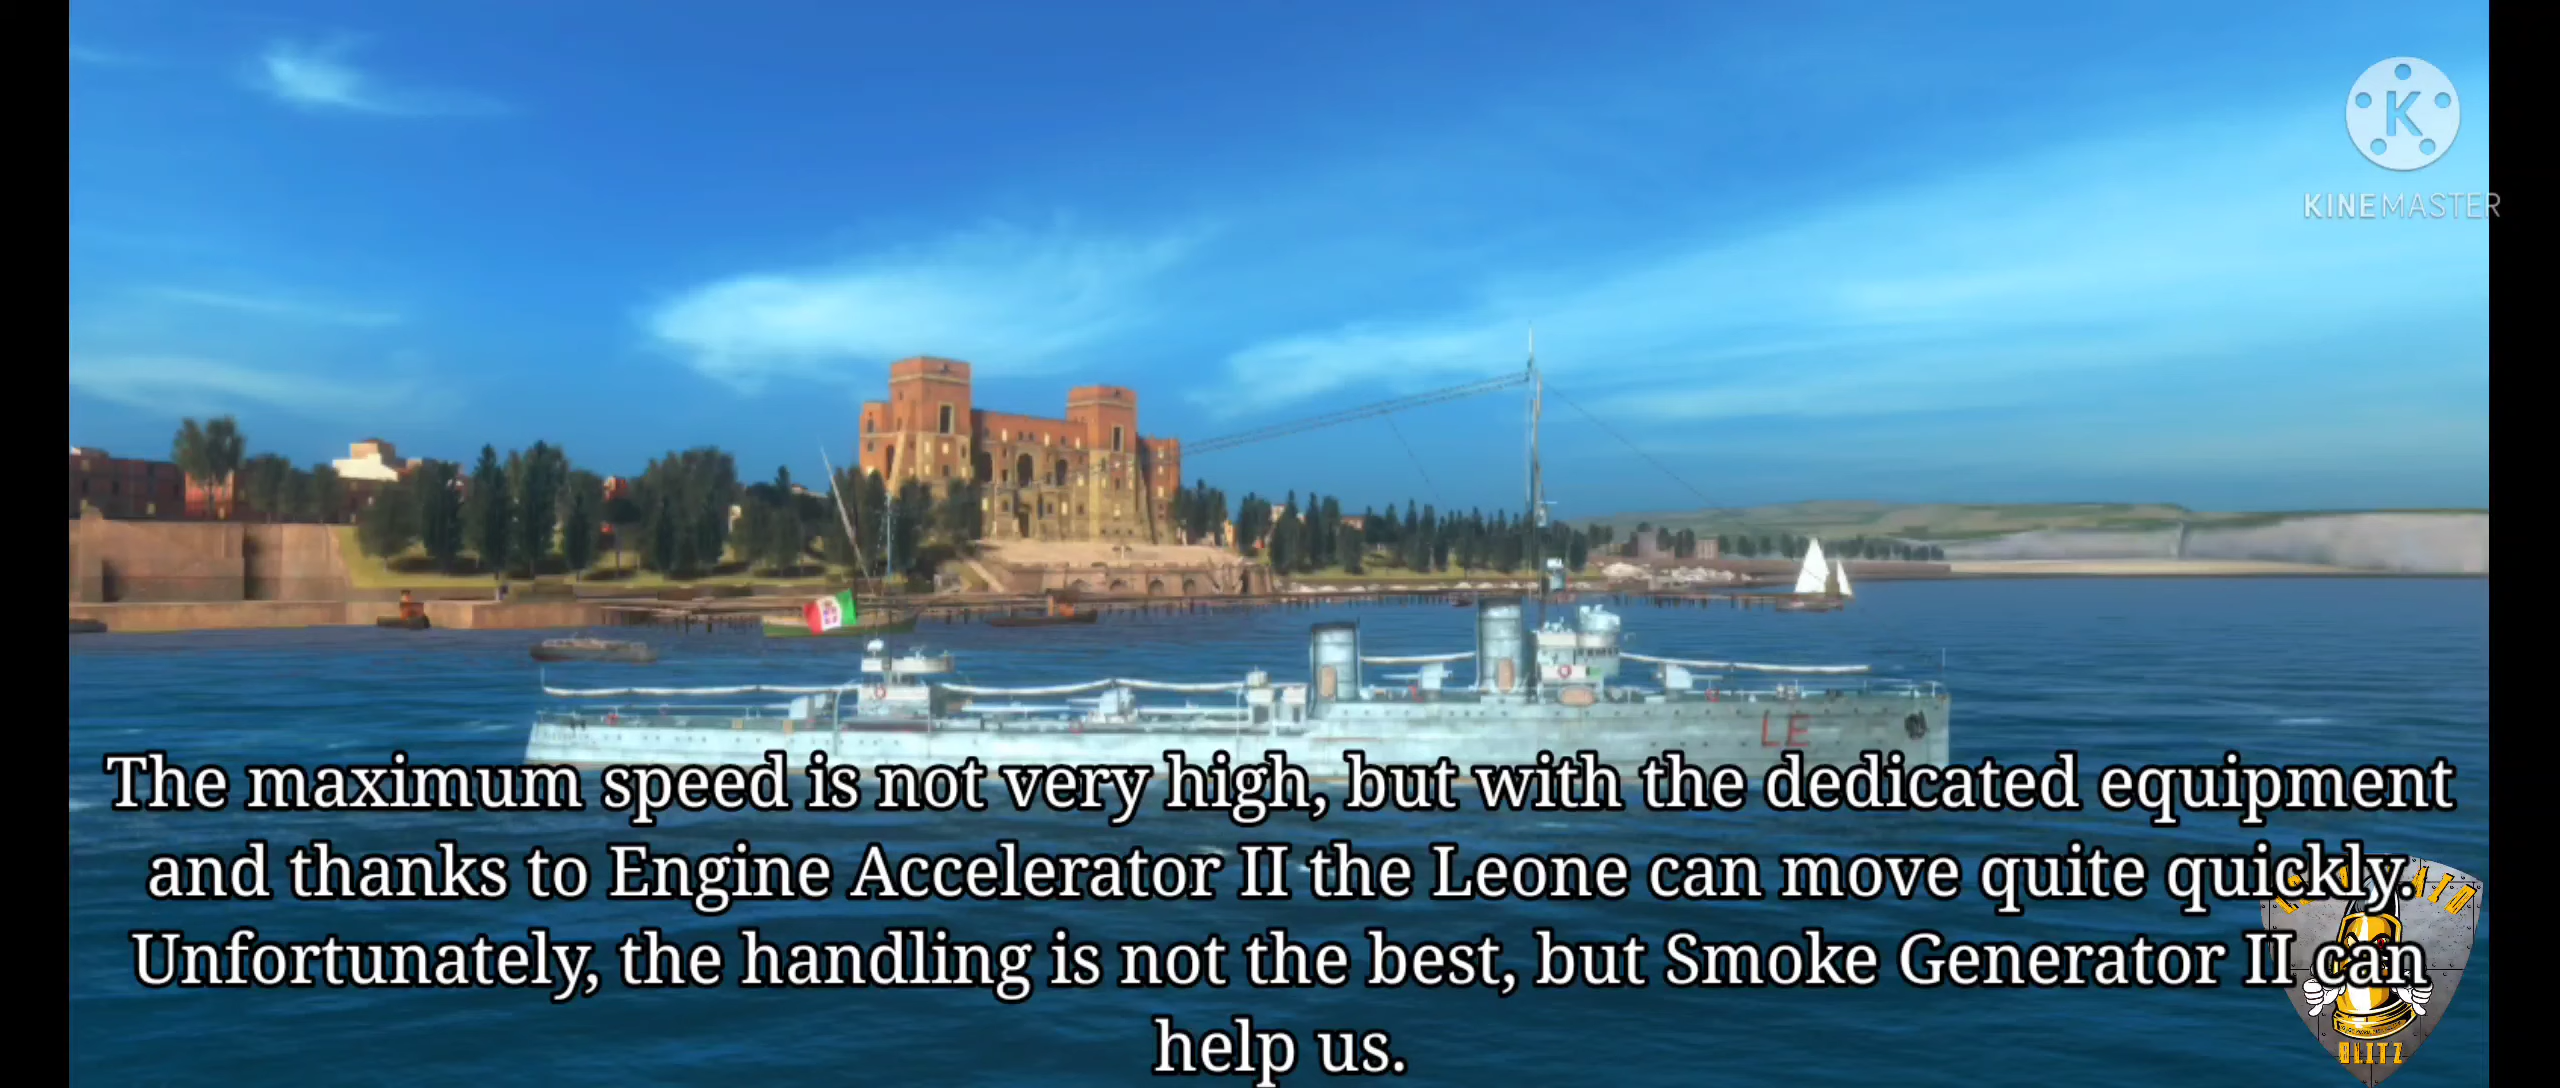 K
KINEMASTER
LE
The maximum speed is not very high, but with the dedicated equipment
and thanks to Engine Accelerator II the Leone can move quite quickly.
Unfortunately, the handling is not the best, but Smoke Generator II can
help us.
BLITZ